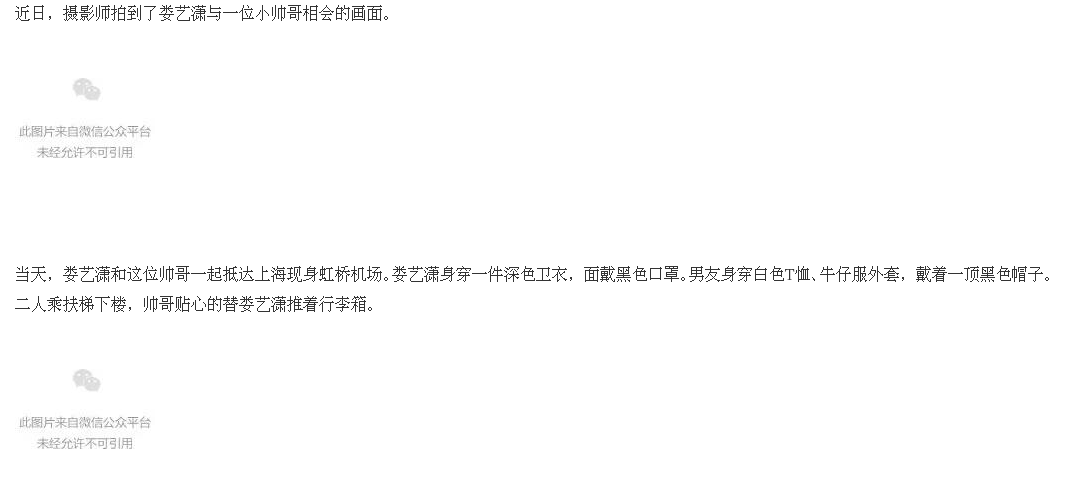 近日，摄影师拍到了娄艺潇与一位小帅哥相会的画面。
此图片来自微信公众平台
未经允许不可引用
当天，娄艺潇和这位帅哥一起抵达上海现身虹桥机场。娄艺潇身穿一件深色卫衣，面戴黑色口罩。男友身穿白色T恤、牛仔服外套，戴着一顶黑色帽子。
二人乘扶梯下楼，帅哥贴心的替娄艺潇推着行李箱。
此图片来自微信公众平台
未经允许不可引用